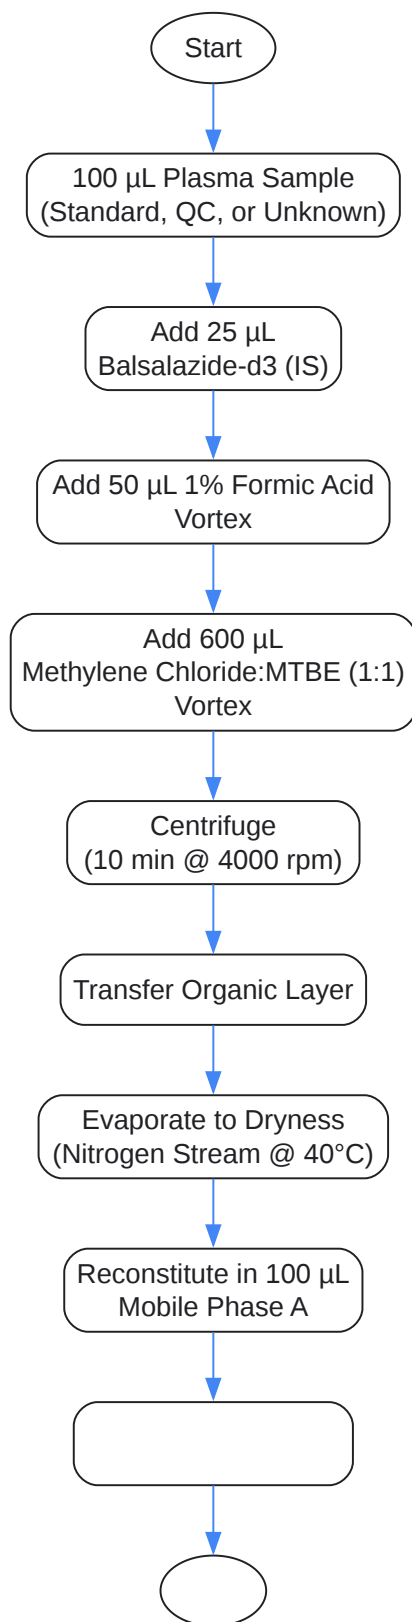 Start
100 µL Plasma Sample
(Standard, QC, or Unknown)
Add 25 µL
Balsalazide-d3 (IS)
Add 50 µL 1% Formic Acid
Vortex
Add 600 µL
Methylene Chloride:MTBE (1:1)
Vortex
Centrifuge
(10 min @ 4000 rpm)
Transfer Organic Layer
Evaporate to Dryness
(Nitrogen Stream @ 40°C)
Reconstitute in 100 µL
Mobile Phase A